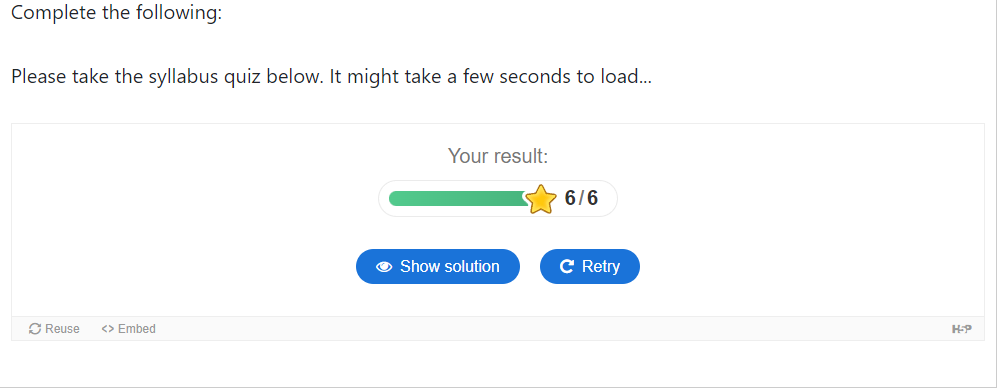 Complete the following:
Please take the syllabus quiz below. It might take a few seconds to load...
Your result:
6/6
Show solution
Retry
Reuse
<> Embed
H-P